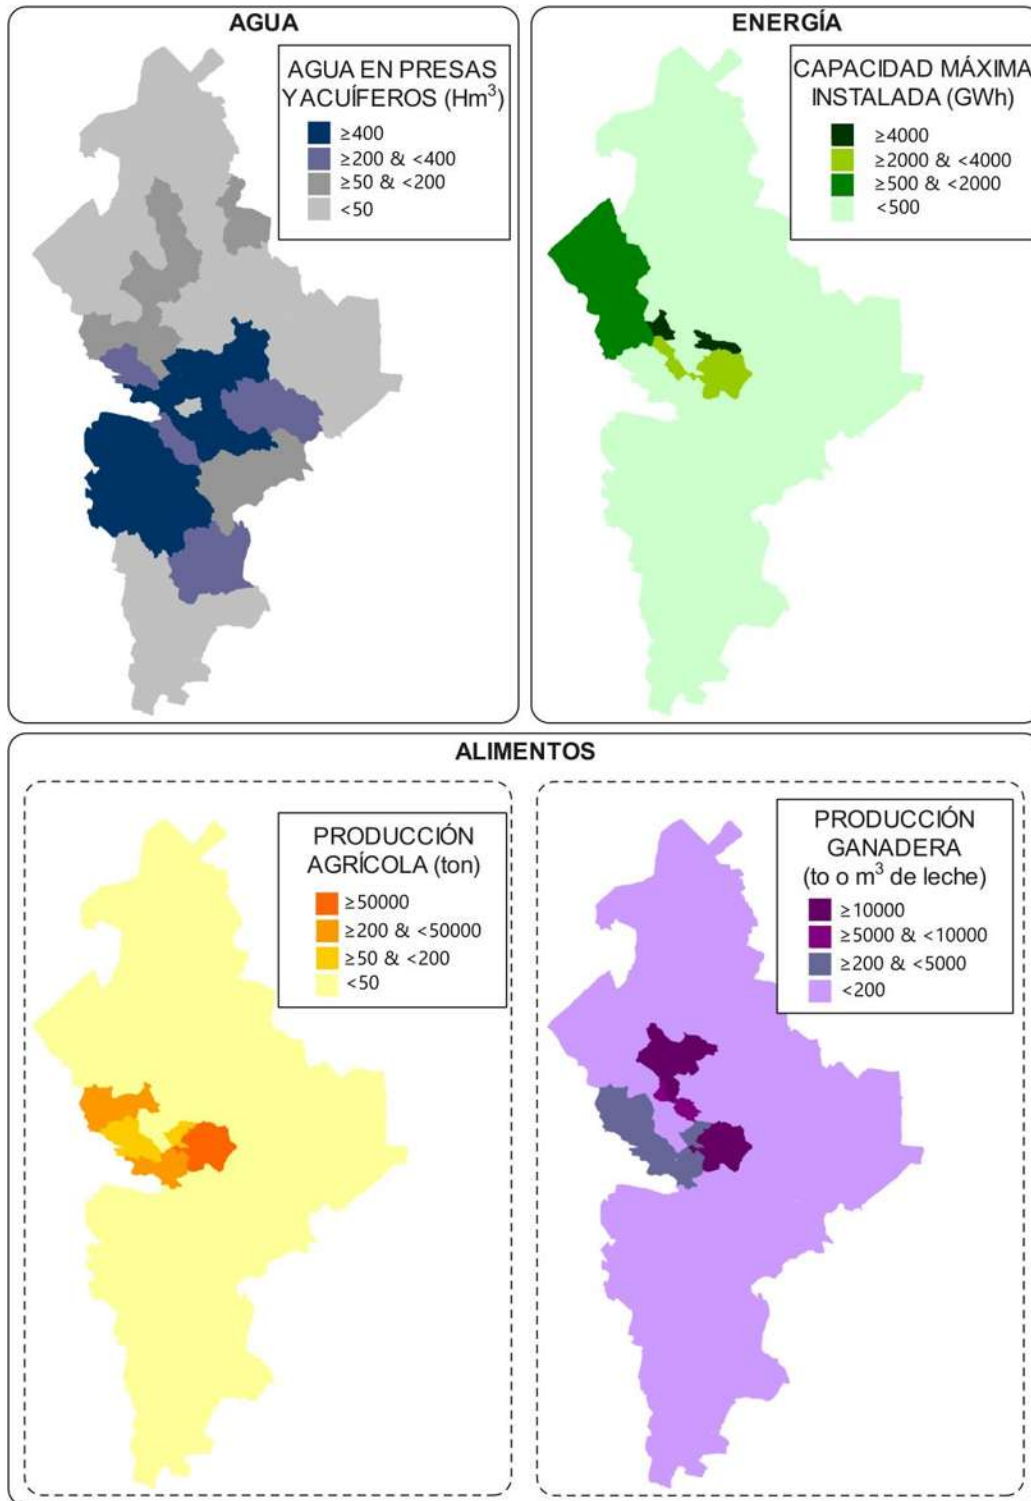 AGUA
AGUA EN PRESAS
YACUÍFEROS (Hm³)
≥400
≥200 & <400
≥50 & <200
<50
ENERGÍA
CAPACIDAD MÁXIMA
INSTALADA (GWh)
≥4000
≥2000 & <4000
≥500 & <2000
<500
ALIMENTOS
PRODUCCIÓN
AGRÍCOLA (ton)
≥50000
≥200 & <50000
≥50 & <200
<50
PRODUCCIÓN
GANADERA
(to o m³ de leche)
≥10000
≥5000 & <10000
≥200 & <5000
<200